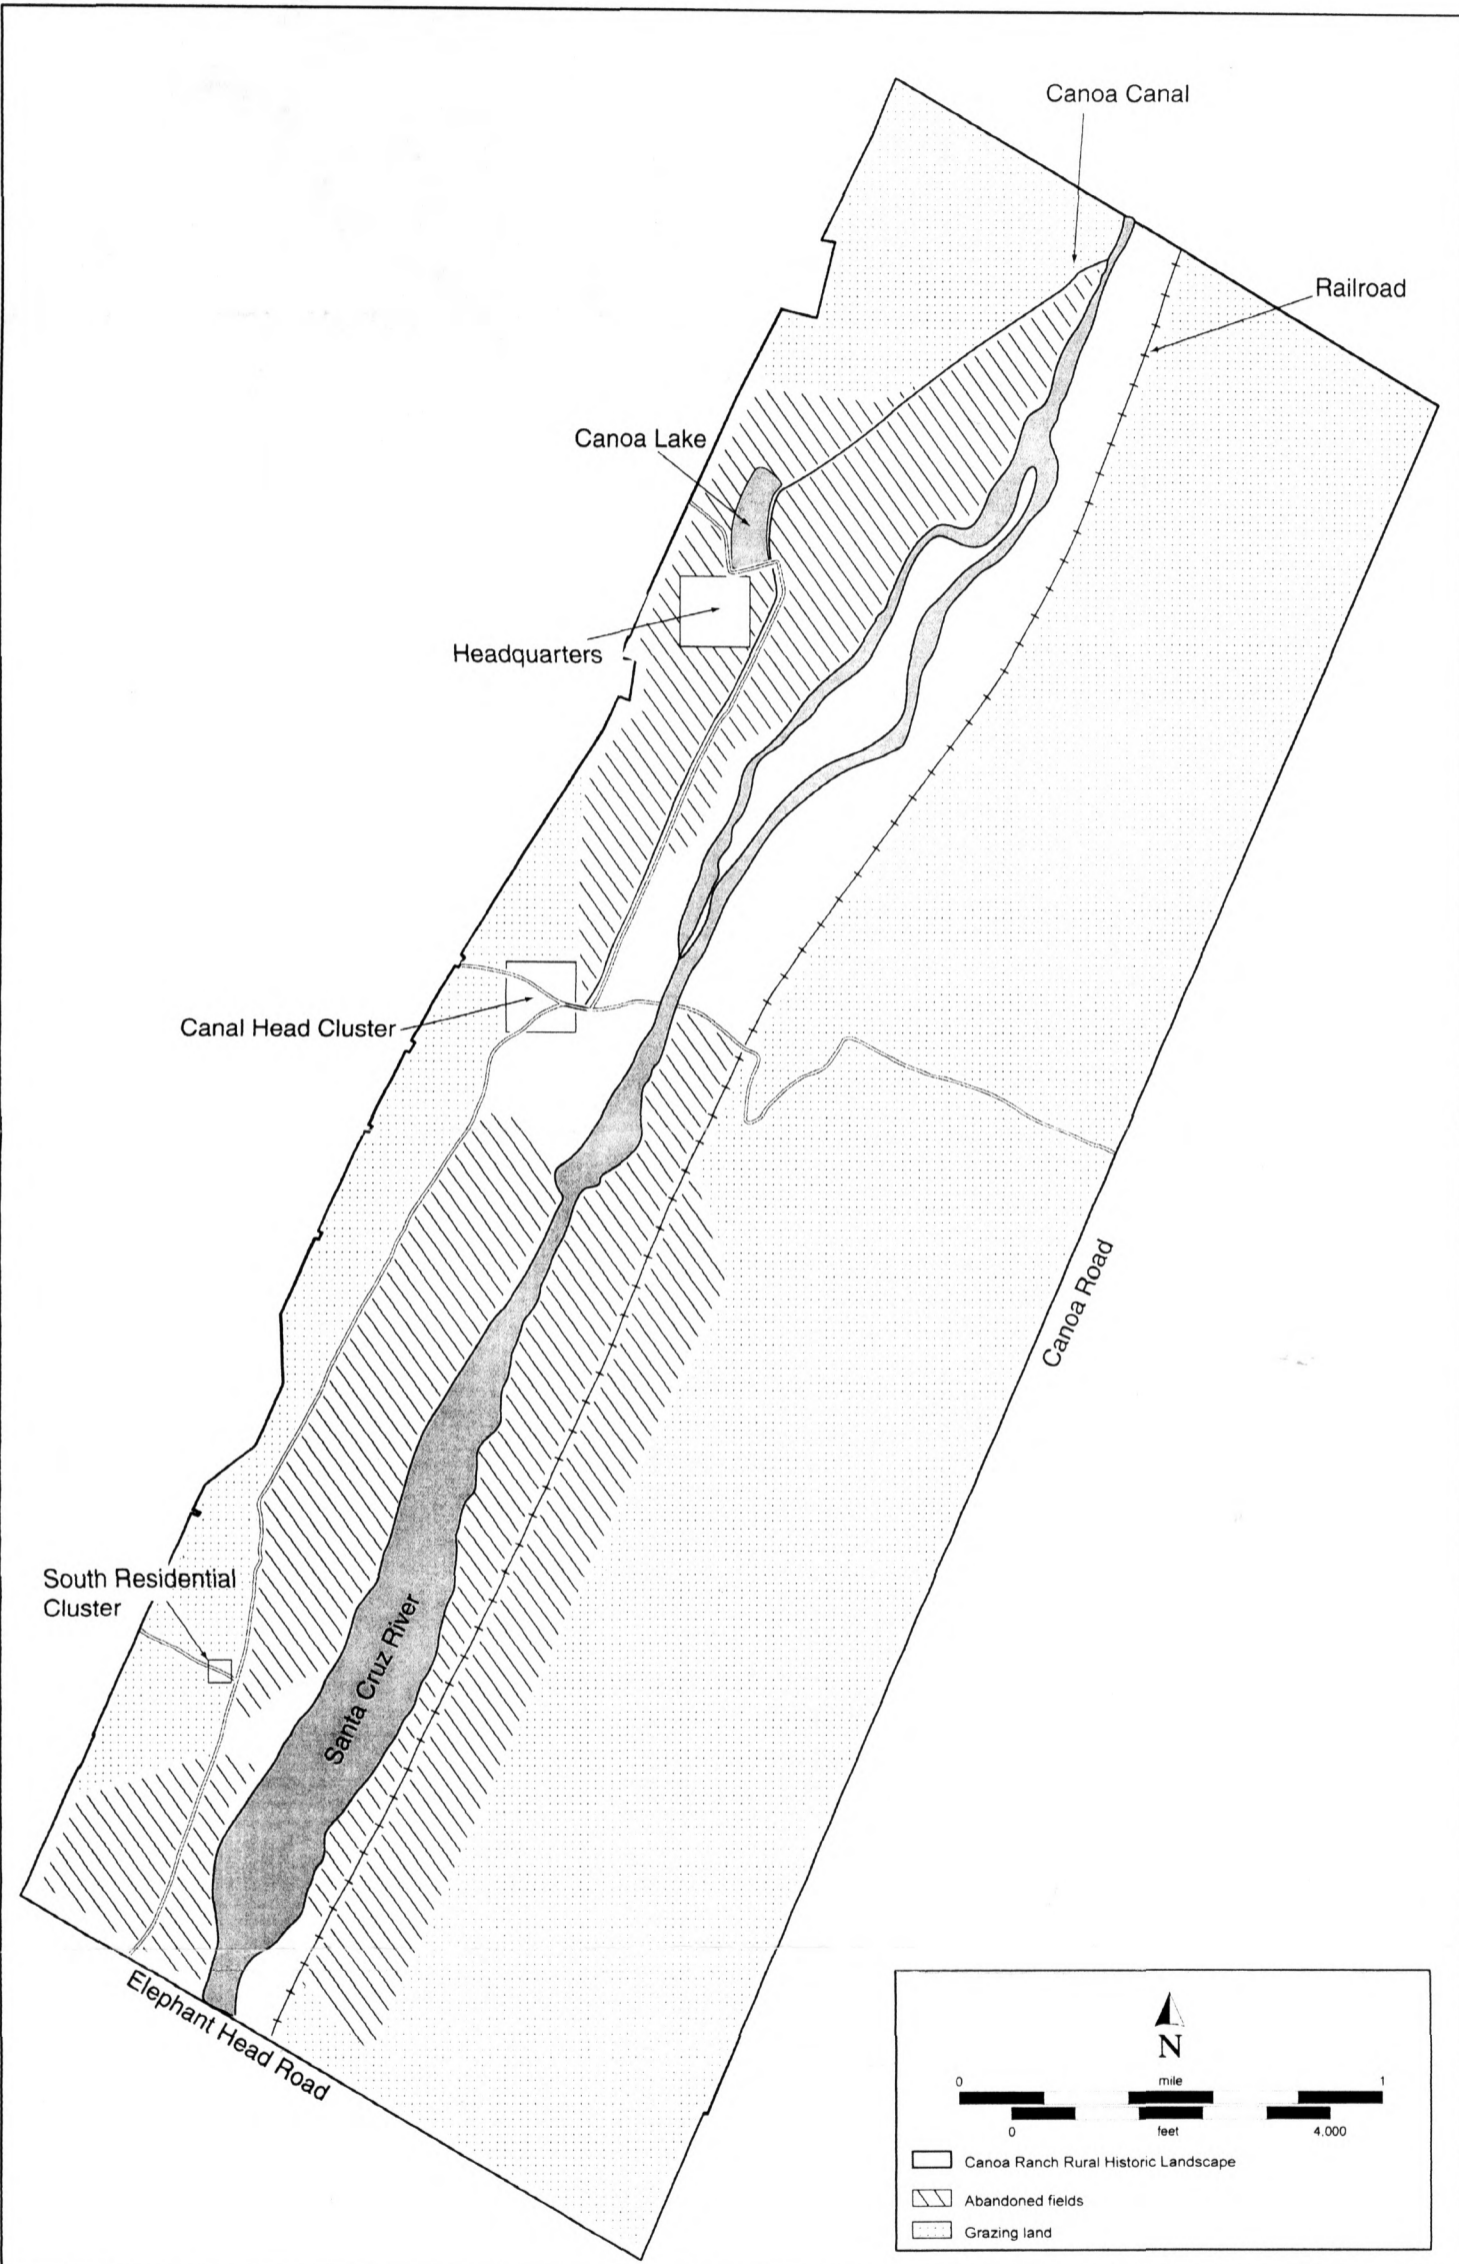 Canoa Canal
Railroad
Canoa Lake
Headquarters
Canal Head Cluster
Canoa Road
South Residential
Cluster
Santa Cruz River
Elephant Head Road
N
0 mile 1
0 feet 4.000
Canoa Ranch Rural Historic Landscape
Abandoned fields
Grazing land